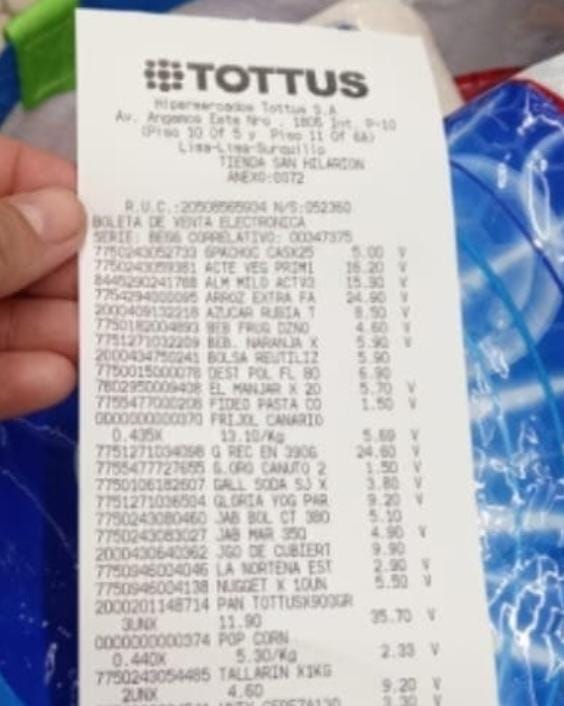 TOTTUS
Hipermercados Tottus S.A
Av. Angamos Este Nro . 1805 Int. P-10
(Piso 10 Of 5 y Piso 11 Of 6A)
Lima-Lima-Surquillo
TIENDA SAN HILARION
ANEXO:0072
R.U.C.:20508565934 N/S:052360
BOLETA DE VENTA ELECTRONICA
SERIE: BE66 CORRELATIVO: 00347375
7750243052733 6PACHOC CASX25 5.00 V
7750243059381 ACTE VEG PRIM1 16.20 V
8445290241788 ALM MILO ACTV3 15.90 V
7754294000095 ARROZ EXTRA FA 24.90 V
2000409132218 AZUCAR RUBIA T 8.50 V
7750182004893 BEB FRUG DZNO 4.60 V
7751271032209 BEB. NARANJA X 5.90 V
2000434750241 BOLSA REUTILIZ 5.90
7750015000078 DEST POL FL 80 6.90
7802950009408 EL MANJAR X 20 5.70 V
7755477000208 FIDEO PASTA CO 1.50 V
0000000000370 FRIJOL CANARIO
0.435X 13.10/Kg 5.69 V
7751271034098 G REC EN 390G 24.60 V
7755477727655 G.ORO CANUTO 2 1.50 V
7750106182607 GALL SODA SJ X 3.80 V
7751271036504 GLORIA YOG PAR 9.20 V
7750243080460 JAB BOL CT 380 5.10
7750243083027 JAB MAR 350 4.90 V
2000430640362 JGO DE CUBIERT 9.90
7750946004046 LA NORTENA EST 2.90 V
7750946004138 NUGGET X 10UN 5.50 V
2000201148714 PAN TOTTUSX900GR
3UNX 11.90 35.70 V
0000000000374 POP CORN
0.440X 5.30/Kg 2.33 V
7750243054485 TALLARIN X1KG
2UNX 4.60 9.20 V